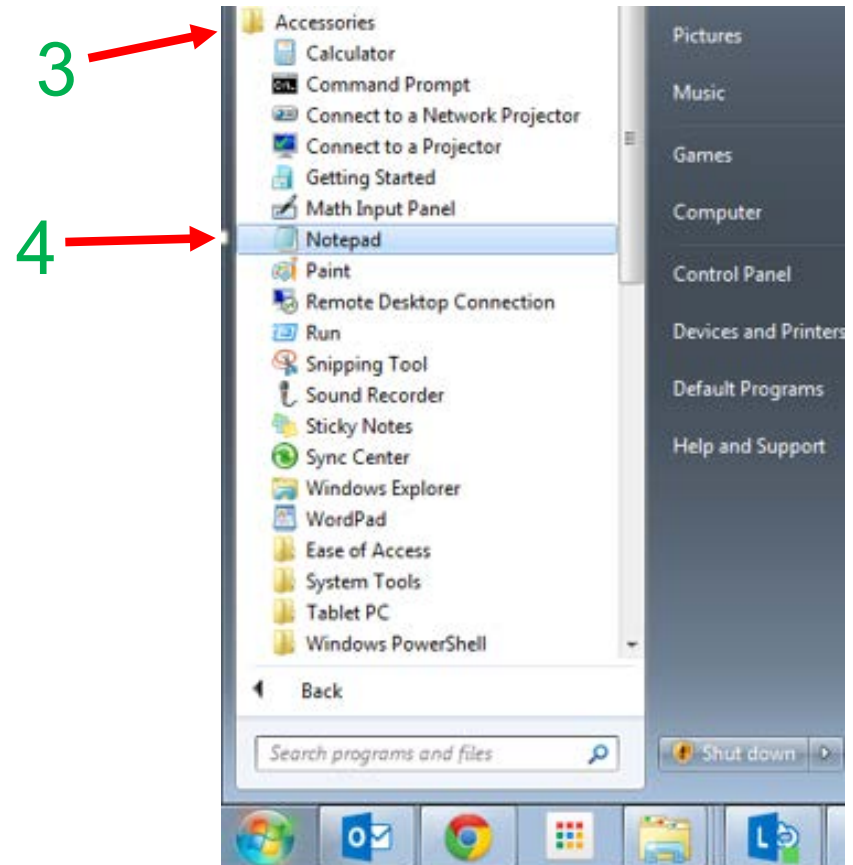 3
Accessories
Calculator
Command Prompt
Connect to a Network Projector
Connect to a Projector
Getting Started
Math Input Panel
4
Notepad
Paint
Remote Desktop Connection
Run
Snipping Tool
Sound Recorder
Sticky Notes
Sync Center
Windows Explorer
WordPad
Ease of Access
System Tools
Tablet PC
Windows PowerShell
Back
Search programs and files
Pictures
Music
Games
Computer
Control Panel
Devices and Printers
Default Programs
Help and Support
Shut down